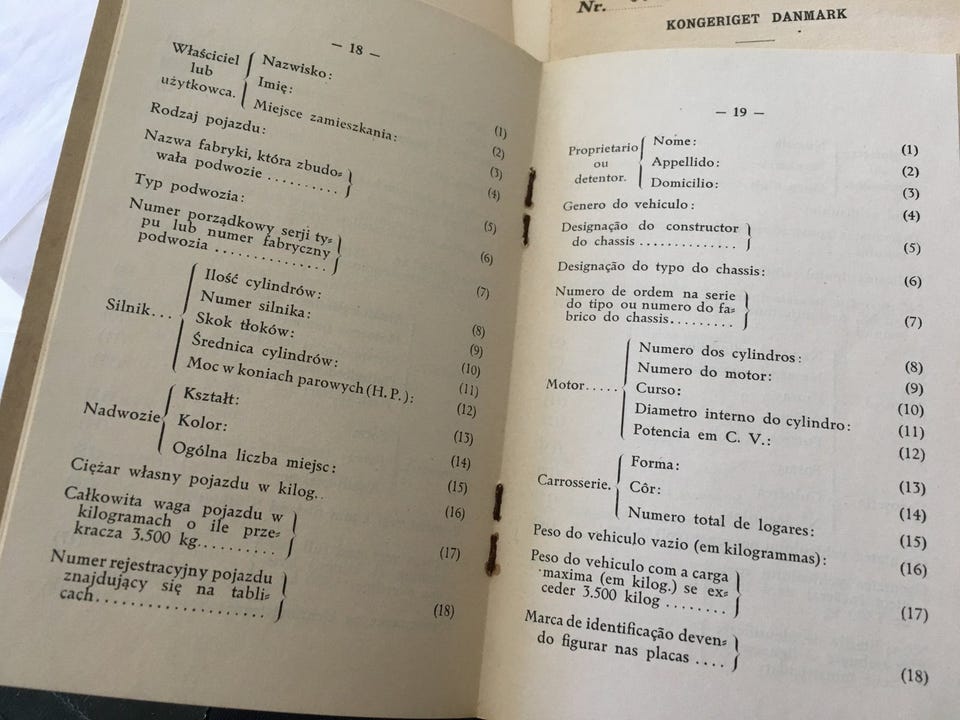 Nr.
KONGERIGET DANMARK
— 18 —
Właściciel
lub
użytkowca.
Nazwisko:
Imię:
Miejsce zamieszkania: (1)
Rodzaj pojazdu: (2)
(3)
Nazwa fabryki, która zbudo-
wała podwozie .......... (4)
Typ podwozia: (5)
Numer porządkowy serji ty-
pu lub numer fabryczny
podwozia ............... (6)
Silnik...
Ilość cylindrów: (7)
Numer silnika: (8)
Skok tłoków: (9)
Średnica cylindrów: (10)
Moc w koniach parowych (H. P.): (11)
Nadwozie
Kształt: (12)
Kolor: (13)
Ogólna liczba miejsc: (14)
Ciężar własny pojazdu w kilog.. (15)
Całkowita waga pojazdu w (16)
kilogramach o ile prze-
kracza 3.500 kg.......... (17)
Numer rejestracyjny pojazdu
znajdujący się na tabli-
cach.................... (18)
— 19 —
Proprietario
ou
detentor.
Nome: (1)
Appellido: (2)
Domicilio: (3)
Genero do vehiculo: (4)
Designação do constructor
do chassis .............. (5)
Designação do typo do chassis: (6)
Numero de ordem na serie
do tipo ou numero do fa-
brico do chassis......... (7)
Motor.....
Numero dos cylindros: (8)
Numero do motor: (9)
Curso: (10)
Diametro interno do cylindro: (11)
Potencia em C. V.: (12)
Carrosserie.
Forma: (13)
Côr: (14)
Numero total de logares: (15)
Peso do vehiculo vazio (em kilogrammas): (16)
Peso do vehiculo com a carga
maxima (em kilog.) se ex-
ceder 3.500 kilog ........ (17)
Marca de identificação deven-
do figurar nas placas .... (18)